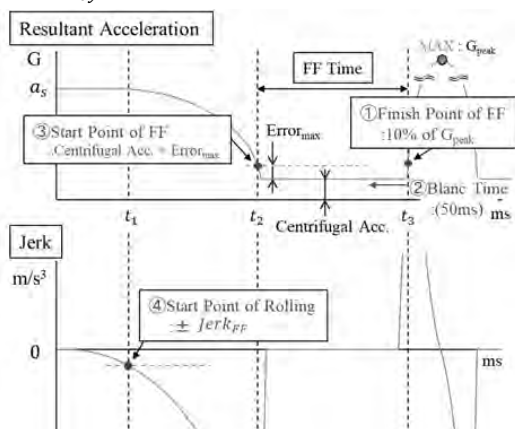 Resultant Acceleration
G
a_s
MAX : G_peak
FF Time
①Finish Point of FF
:10% of G_peak
③Start Point of FF
Centrifugal Acc. + Error_max
Error_max
②Blanc Time
:(50ms)
t_1
t_2
Centrifugal Acc.
t_3
ms
Jerk
m/s³
④Start Point of Rolling
± Jerk_FF
0
ms